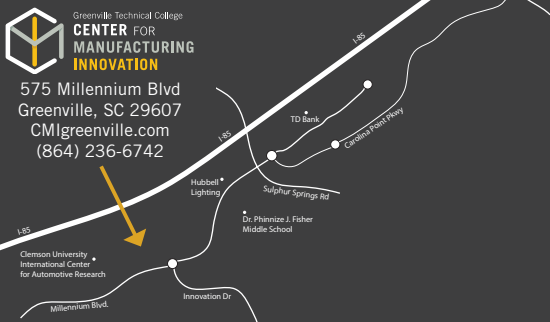 Greenville Technical College
CENTER FOR
MANUFACTURING
INNOVATION
575 Millennium Blvd
Greenville, SC 29607
CMIgreenville.com
(864) 236-6742
I-85
TD Bank
Carolina Point Pkwy
I-85
Hubbell
Lighting
Sulphur Springs Rd
Dr. Phinnize J. Fisher
Middle School
I-85
Clemson University
International Center
for Automotive Research
Innovation Dr
Millennium Blvd.